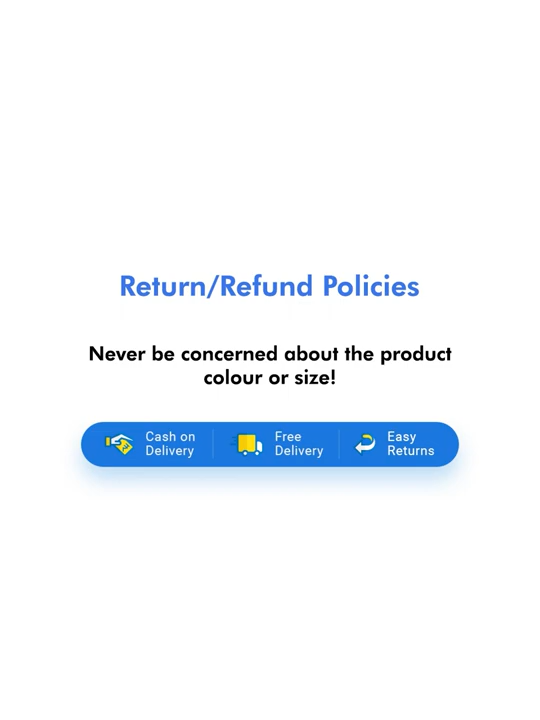 Return/Refund Policies
Never be concerned about the product
colour or size!
Cash on
Delivery
Free
Delivery
Easy
Returns